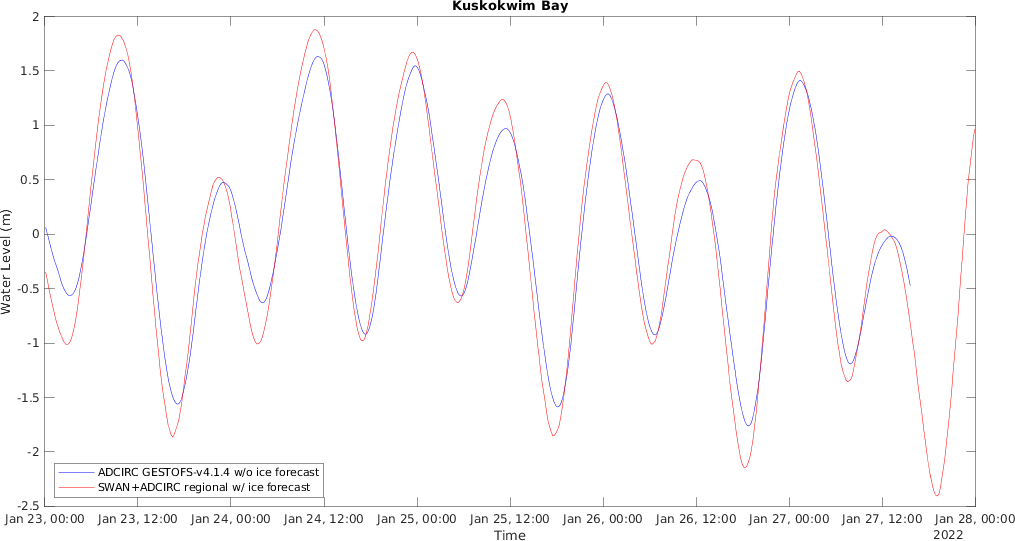 Kuskokwim Bay
2
1.5
1
0.5
0
-0.5
-1
-1.5
-2
-2.5
Water Level (m)
ADCIRC GESTOFS-v4.1.4 w/o ice forecast
SWAN+ADCIRC regional w/ ice forecast
Jan 23, 00:00 Jan 23, 12:00 Jan 24, 00:00 Jan 24, 12:00 Jan 25, 00:00 Jan 25, 12:00 Jan 26, 00:00 Jan 26, 12:00 Jan 27, 00:00 Jan 27, 12:00 Jan 28, 00:00
Time
2022